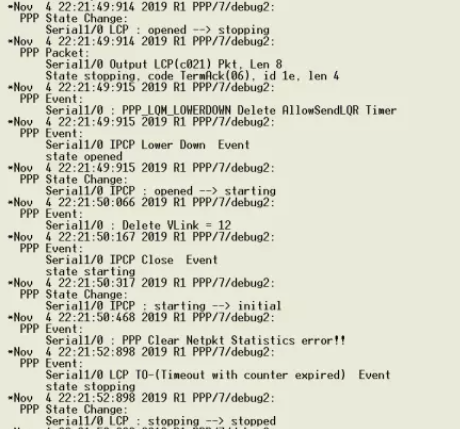 *Nov  4 22:21:49:914 2019 R1 PPP/7/debug2:
PPP State Change:
Serial1/0 LCP : opened --> stopping
*Nov  4 22:21:49:914 2019 R1 PPP/7/debug2:
PPP Packet:
Serial1/0 Output LCP(c021) Pkt, Len 8
State stopping, code TermAck(06), id 1e, len 4
*Nov  4 22:21:49:915 2019 R1 PPP/7/debug2:
PPP Event:
Serial1/0 : PPP_LQM_LOWERDOWN Delete AllowSendLQR Timer
*Nov  4 22:21:49:915 2019 R1 PPP/7/debug2:
PPP Event:
Serial1/0 IPCP Lower Down  Event
state opened
*Nov  4 22:21:49:915 2019 R1 PPP/7/debug2:
PPP State Change:
Serial1/0 IPCP : opened --> starting
*Nov  4 22:21:50:066 2019 R1 PPP/7/debug2:
PPP Event:
Serial1/0 : Delete VLink = 12
*Nov  4 22:21:50:167 2019 R1 PPP/7/debug2:
PPP Event:
Serial1/0 IPCP Close  Event
state starting
*Nov  4 22:21:50:317 2019 R1 PPP/7/debug2:
PPP State Change:
Serial1/0 IPCP : starting --> initial
*Nov  4 22:21:50:468 2019 R1 PPP/7/debug2:
PPP Event:
Serial1/0 : PPP Clear Netpkt Statistics error!!
*Nov  4 22:21:52:898 2019 R1 PPP/7/debug2:
PPP Event:
Serial1/0 LCP TO-(Timeout with counter expired)  Event
state stopping
*Nov  4 22:21:52:898 2019 R1 PPP/7/debug2:
PPP State Change:
Serial1/0 LCP : stopping --> stopped